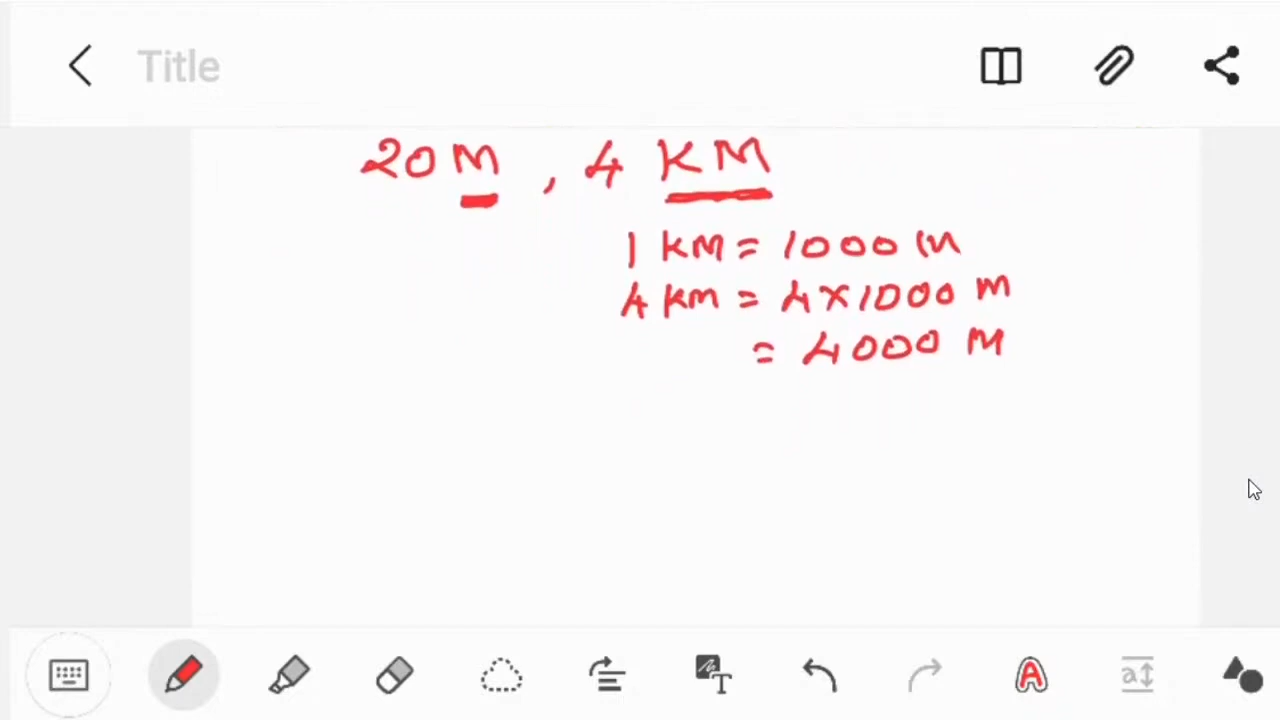 Title
20 M, 4 KM
1 KM = 1000 M
4 KM = 4×1000 M
= 4000 M